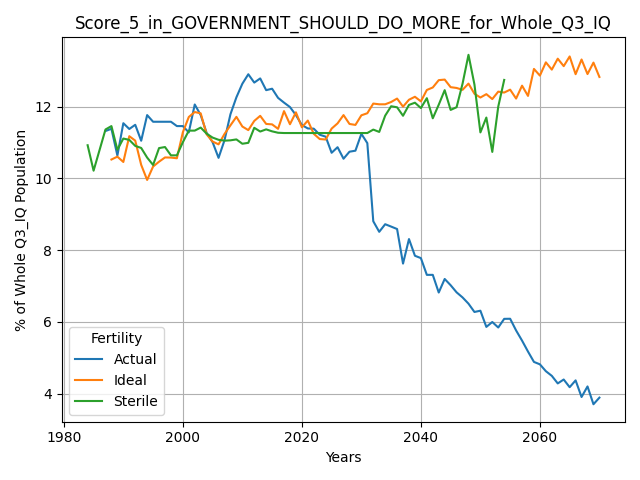 Score_5_in_GOVERNMENT_SHOULD_DO_MORE_for_Whole_Q3_IQ
% of Whole Q3_IQ Population
12
10
8
6
4
Fertility
Actual
Ideal
Sterile
1980
2000
2020
2040
2060
Years